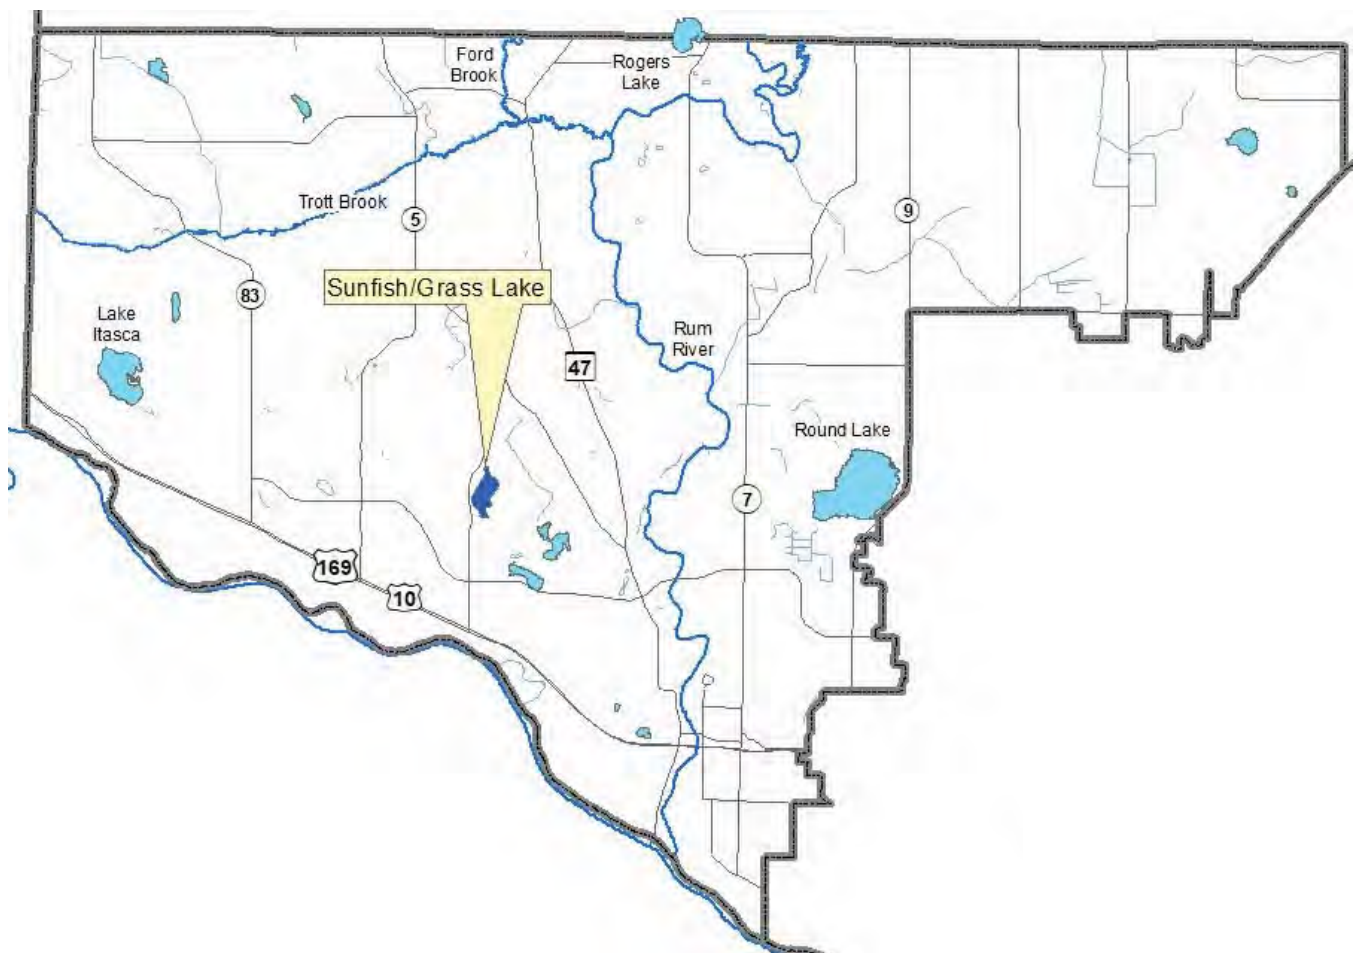 Ford
Brook
Rogers
Lake
Trott Brook
5
9
Sunfish/Grass Lake
83
Lake
Itasca
Rum
River
47
Round Lake
7
169
10